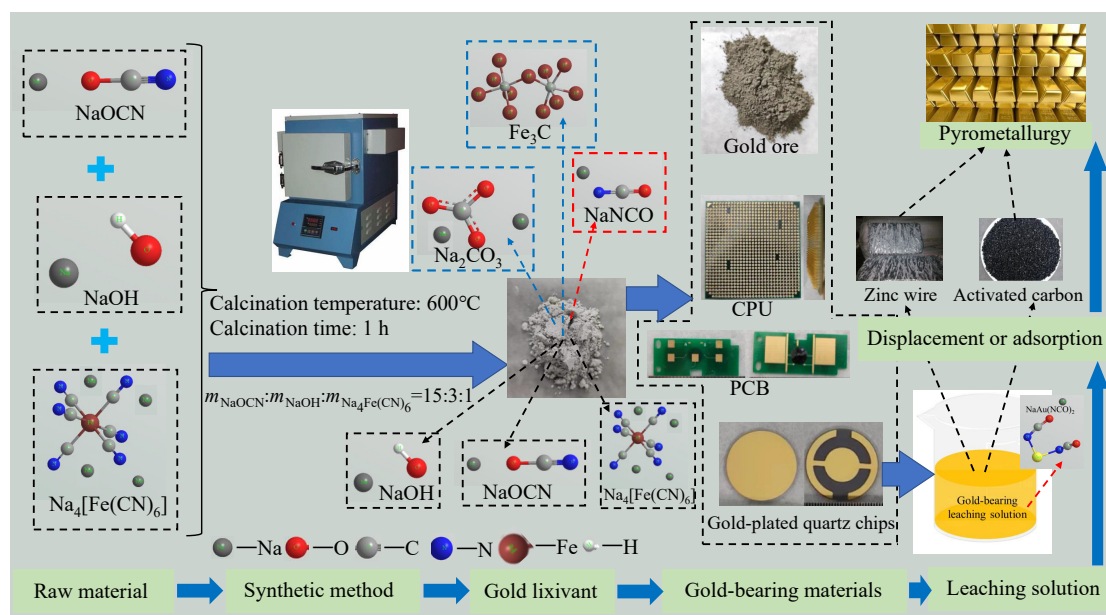 NaOCN
NaOH
Na₄[Fe(CN)₆]
Calcination temperature: 600℃
Calcination time: 1 h
m_NaOCN:m_NaOH:m_Na₄Fe(CN)₆=15:3:1
Fe₃C
NaNCO
Na₂CO₃
NaOH
NaOCN
Na₄[Fe(CN)₆]
Gold ore
CPU
PCB
Gold-plated quartz chips
Pyrometallurgy
Zinc wire
Activated carbon
Displacement or adsorption
NaAu(NCO)₂
Gold-bearing
leaching solution
—Na —O —C —N —Fe —H
Raw material
Synthetic method
Gold lixivant
Gold-bearing materials
Leaching solution